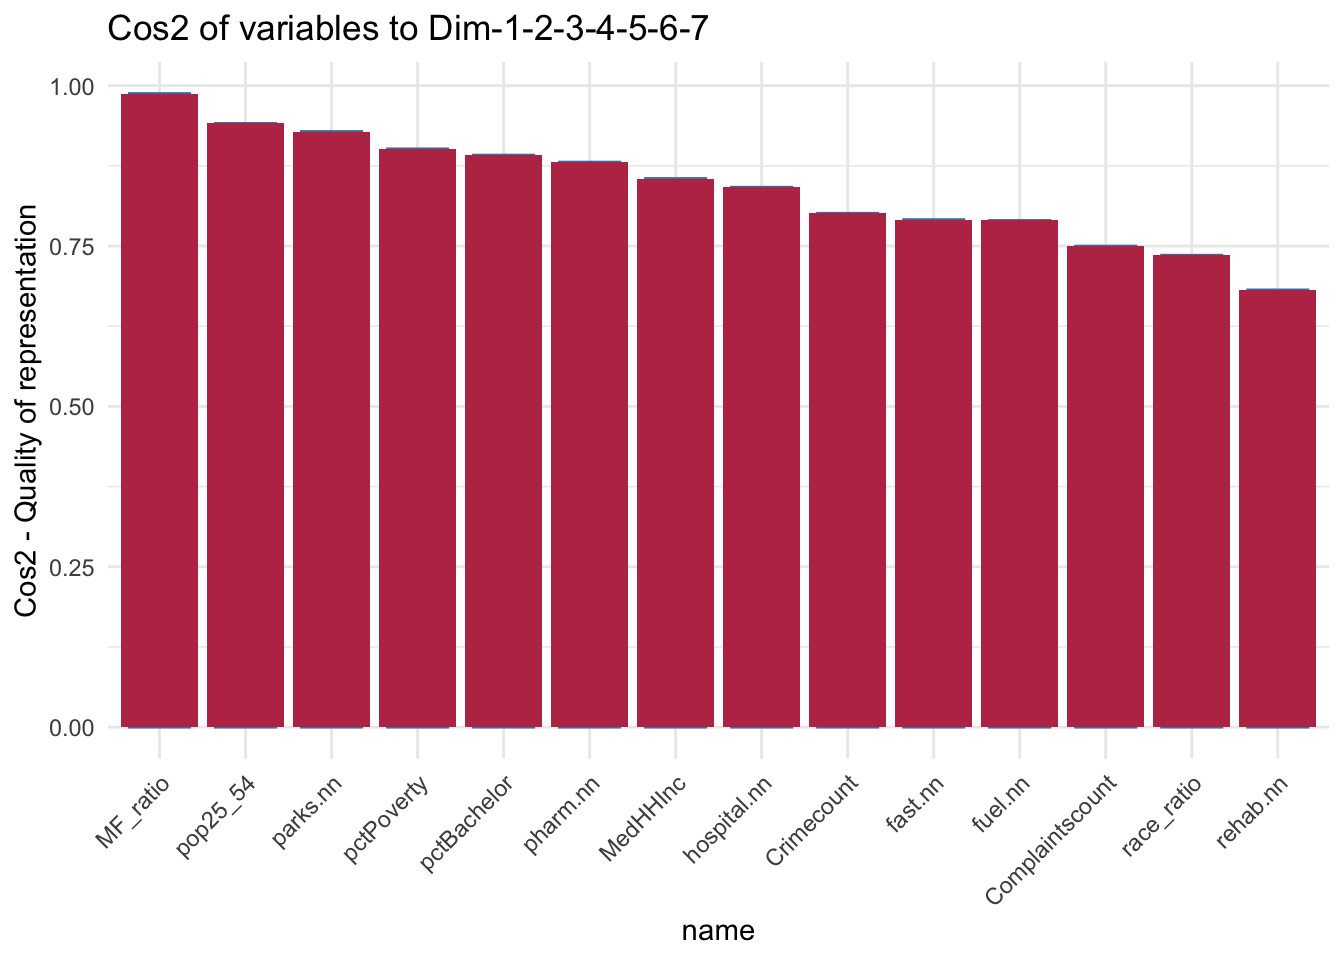 Cos2 of variables to Dim-1-2-3-4-5-6-7
Cos2 - Quality of representation
1.00
0.75
0.50
0.25
0.00
MF_ratio
pop25_54
parks.nn
pctPoverty
pctBachelor
pharm.nn
MedHHInc
hospital.nn
Crimecount
fast.nn
fuel.nn
Complaintscount
race_ratio
rehab.nn
name